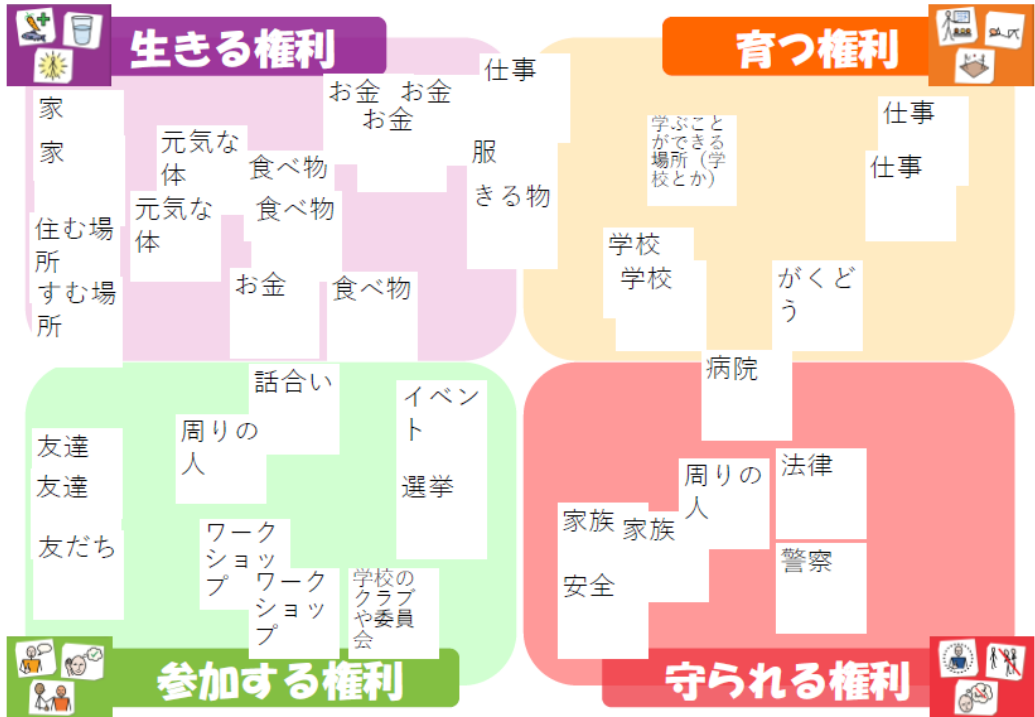 生きる権利
家
家
住む場
所
すむ場
所
元気な
体
元気な
体
食べ物
食べ物
お金
食べ物
お金
お金
お金
仕事
服
きる物
育つ権利
学ぶこと
ができる
場所（学
校とか）
仕事
仕事
学校
学校
がくど
う
病院
参加する権利
話合い
周りの
人
イベン
ト
選挙
友達
友達
友だち
ワーク
ショッ
プ
ワーク
ショッ
プ
学校の
クラブ
や委員
会
守られる権利
周りの
人
法律
家族
家族
安全
警察